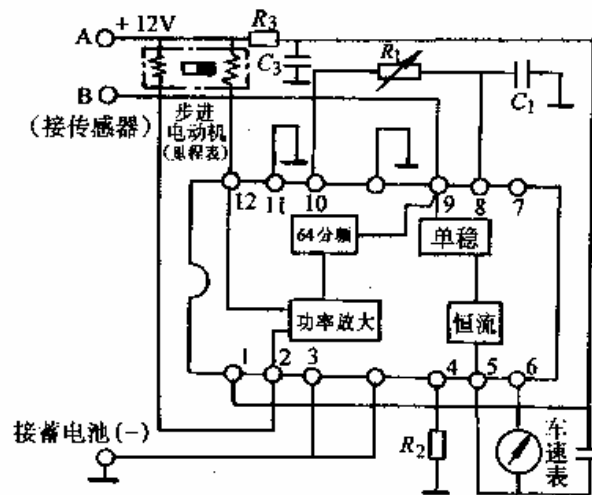 A +12V R₃
C₃ R₁ C₁
B
(接传感器)
步进
电动机
(里程表)
12 11 10 9 8 7
64分频 单稳
功率放大 恒流
1 2 3 4 5 6
接蓄电池(-)
R₂ 车速表